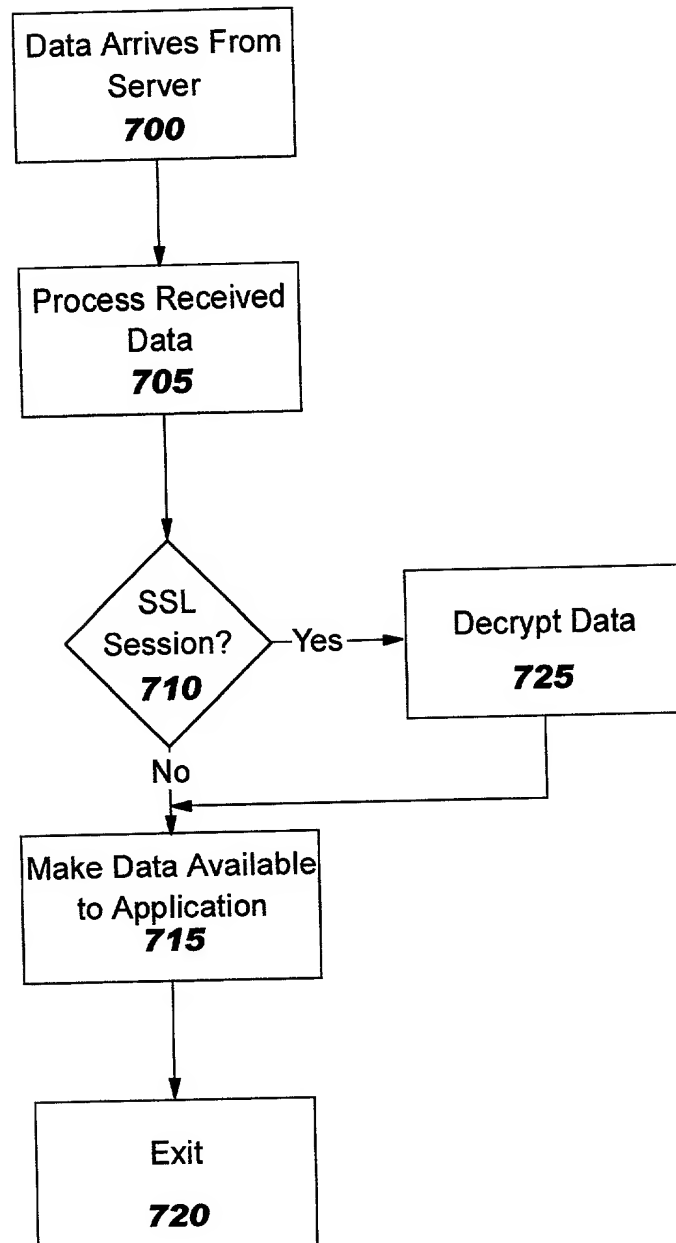 Data Arrives From
Server
700
Process Received
Data
705
SSL
Session?
710
Yes
Decrypt Data
725
No
Make Data Available
to Application
715
Exit
720